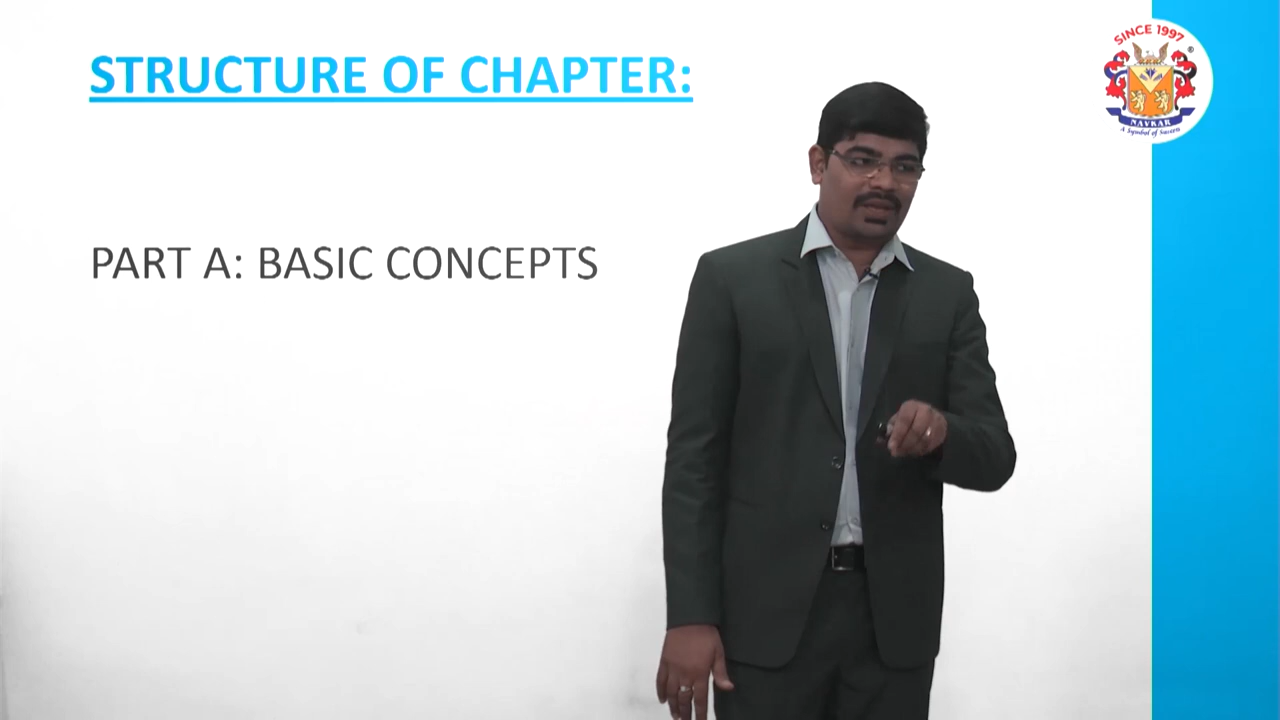 STRUCTURE OF CHAPTER:
SINCE 1997
®
NAVKAR
A Symbol of Success
PART A: BASIC CONCEPTS